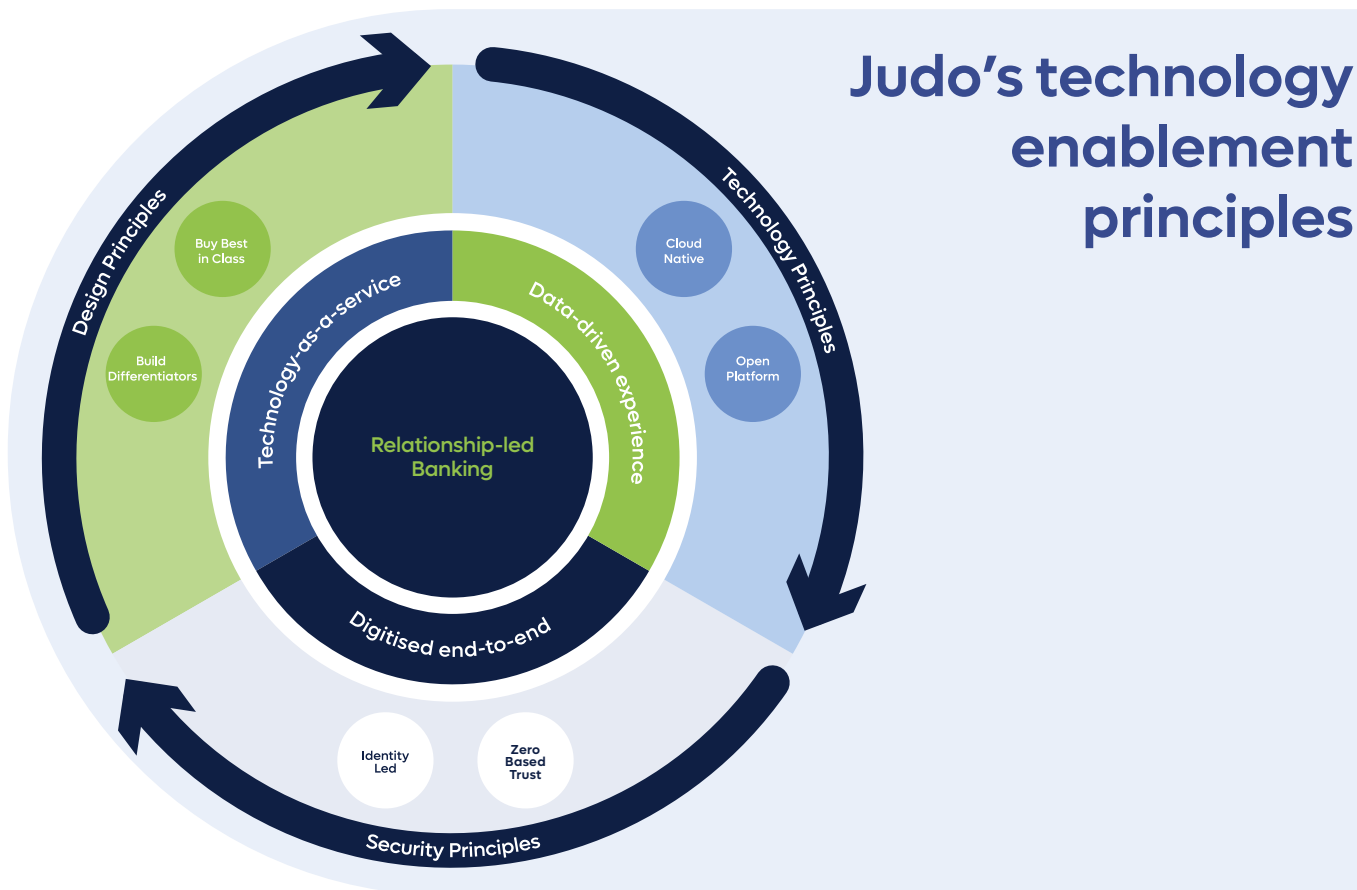 Judo’s technology
enablement
principles
Design Principles
Buy Best
in Class
Build
Differentiators
Technology Principles
Cloud
Native
Open
Platform
Technology-as-a-service
Data-driven experience
Relationship-led
Banking
Digitised end-to-end
Identity
Led
Zero
Based
Trust
Security Principles